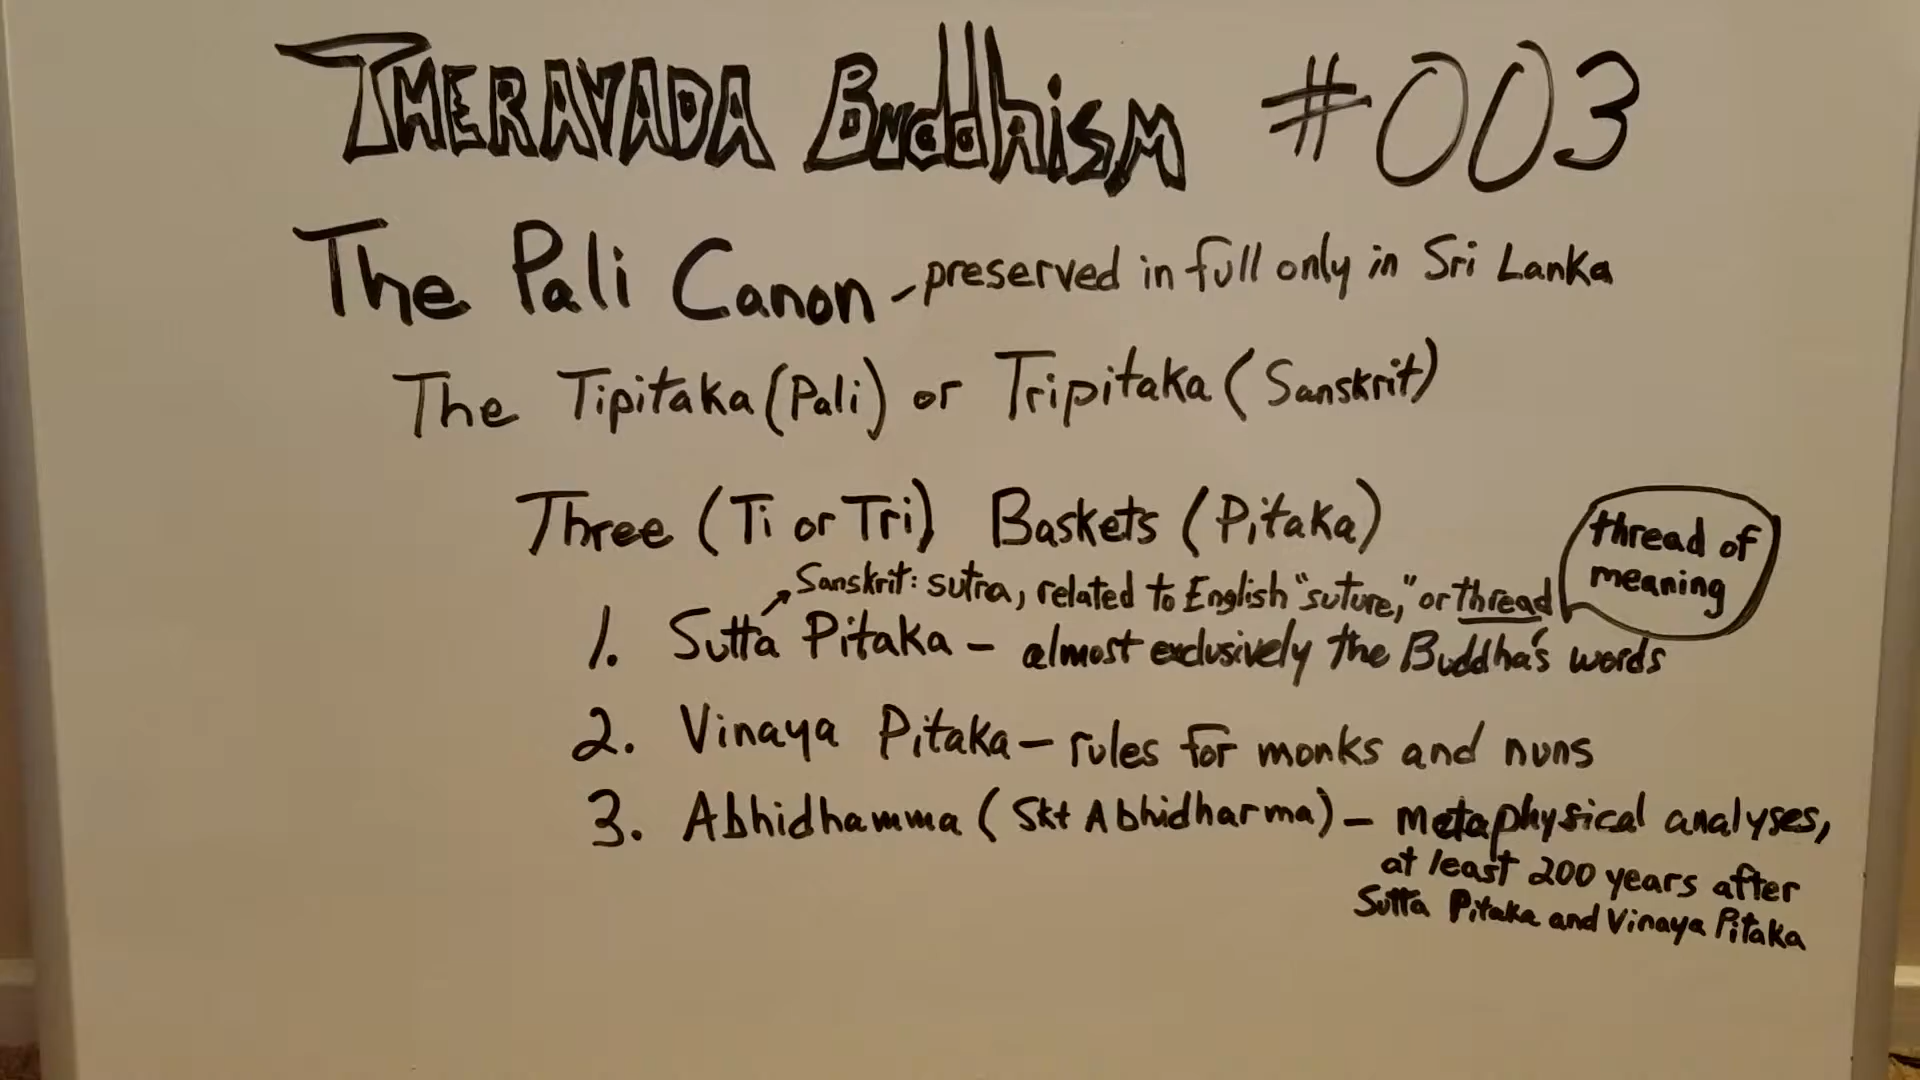 THERAVADA Buddhism #003
The Pali Canon - preserved in full only in Sri Lanka
The Tipitaka (Pali) or Tripitaka (Sanskrit)
Three (Ti or Tri) Baskets (Pitaka)
thread of
meaning
Sanskrit: sutra, related to English "suture," or thread
1. Sutta Pitaka - almost exclusively the Buddha's words
2. Vinaya Pitaka - rules for monks and nuns
3. Abhidhamma (Skt Abhidharma) - metaphysical analyses,
at least 200 years after
Sutta Pitaka and Vinaya Pitaka